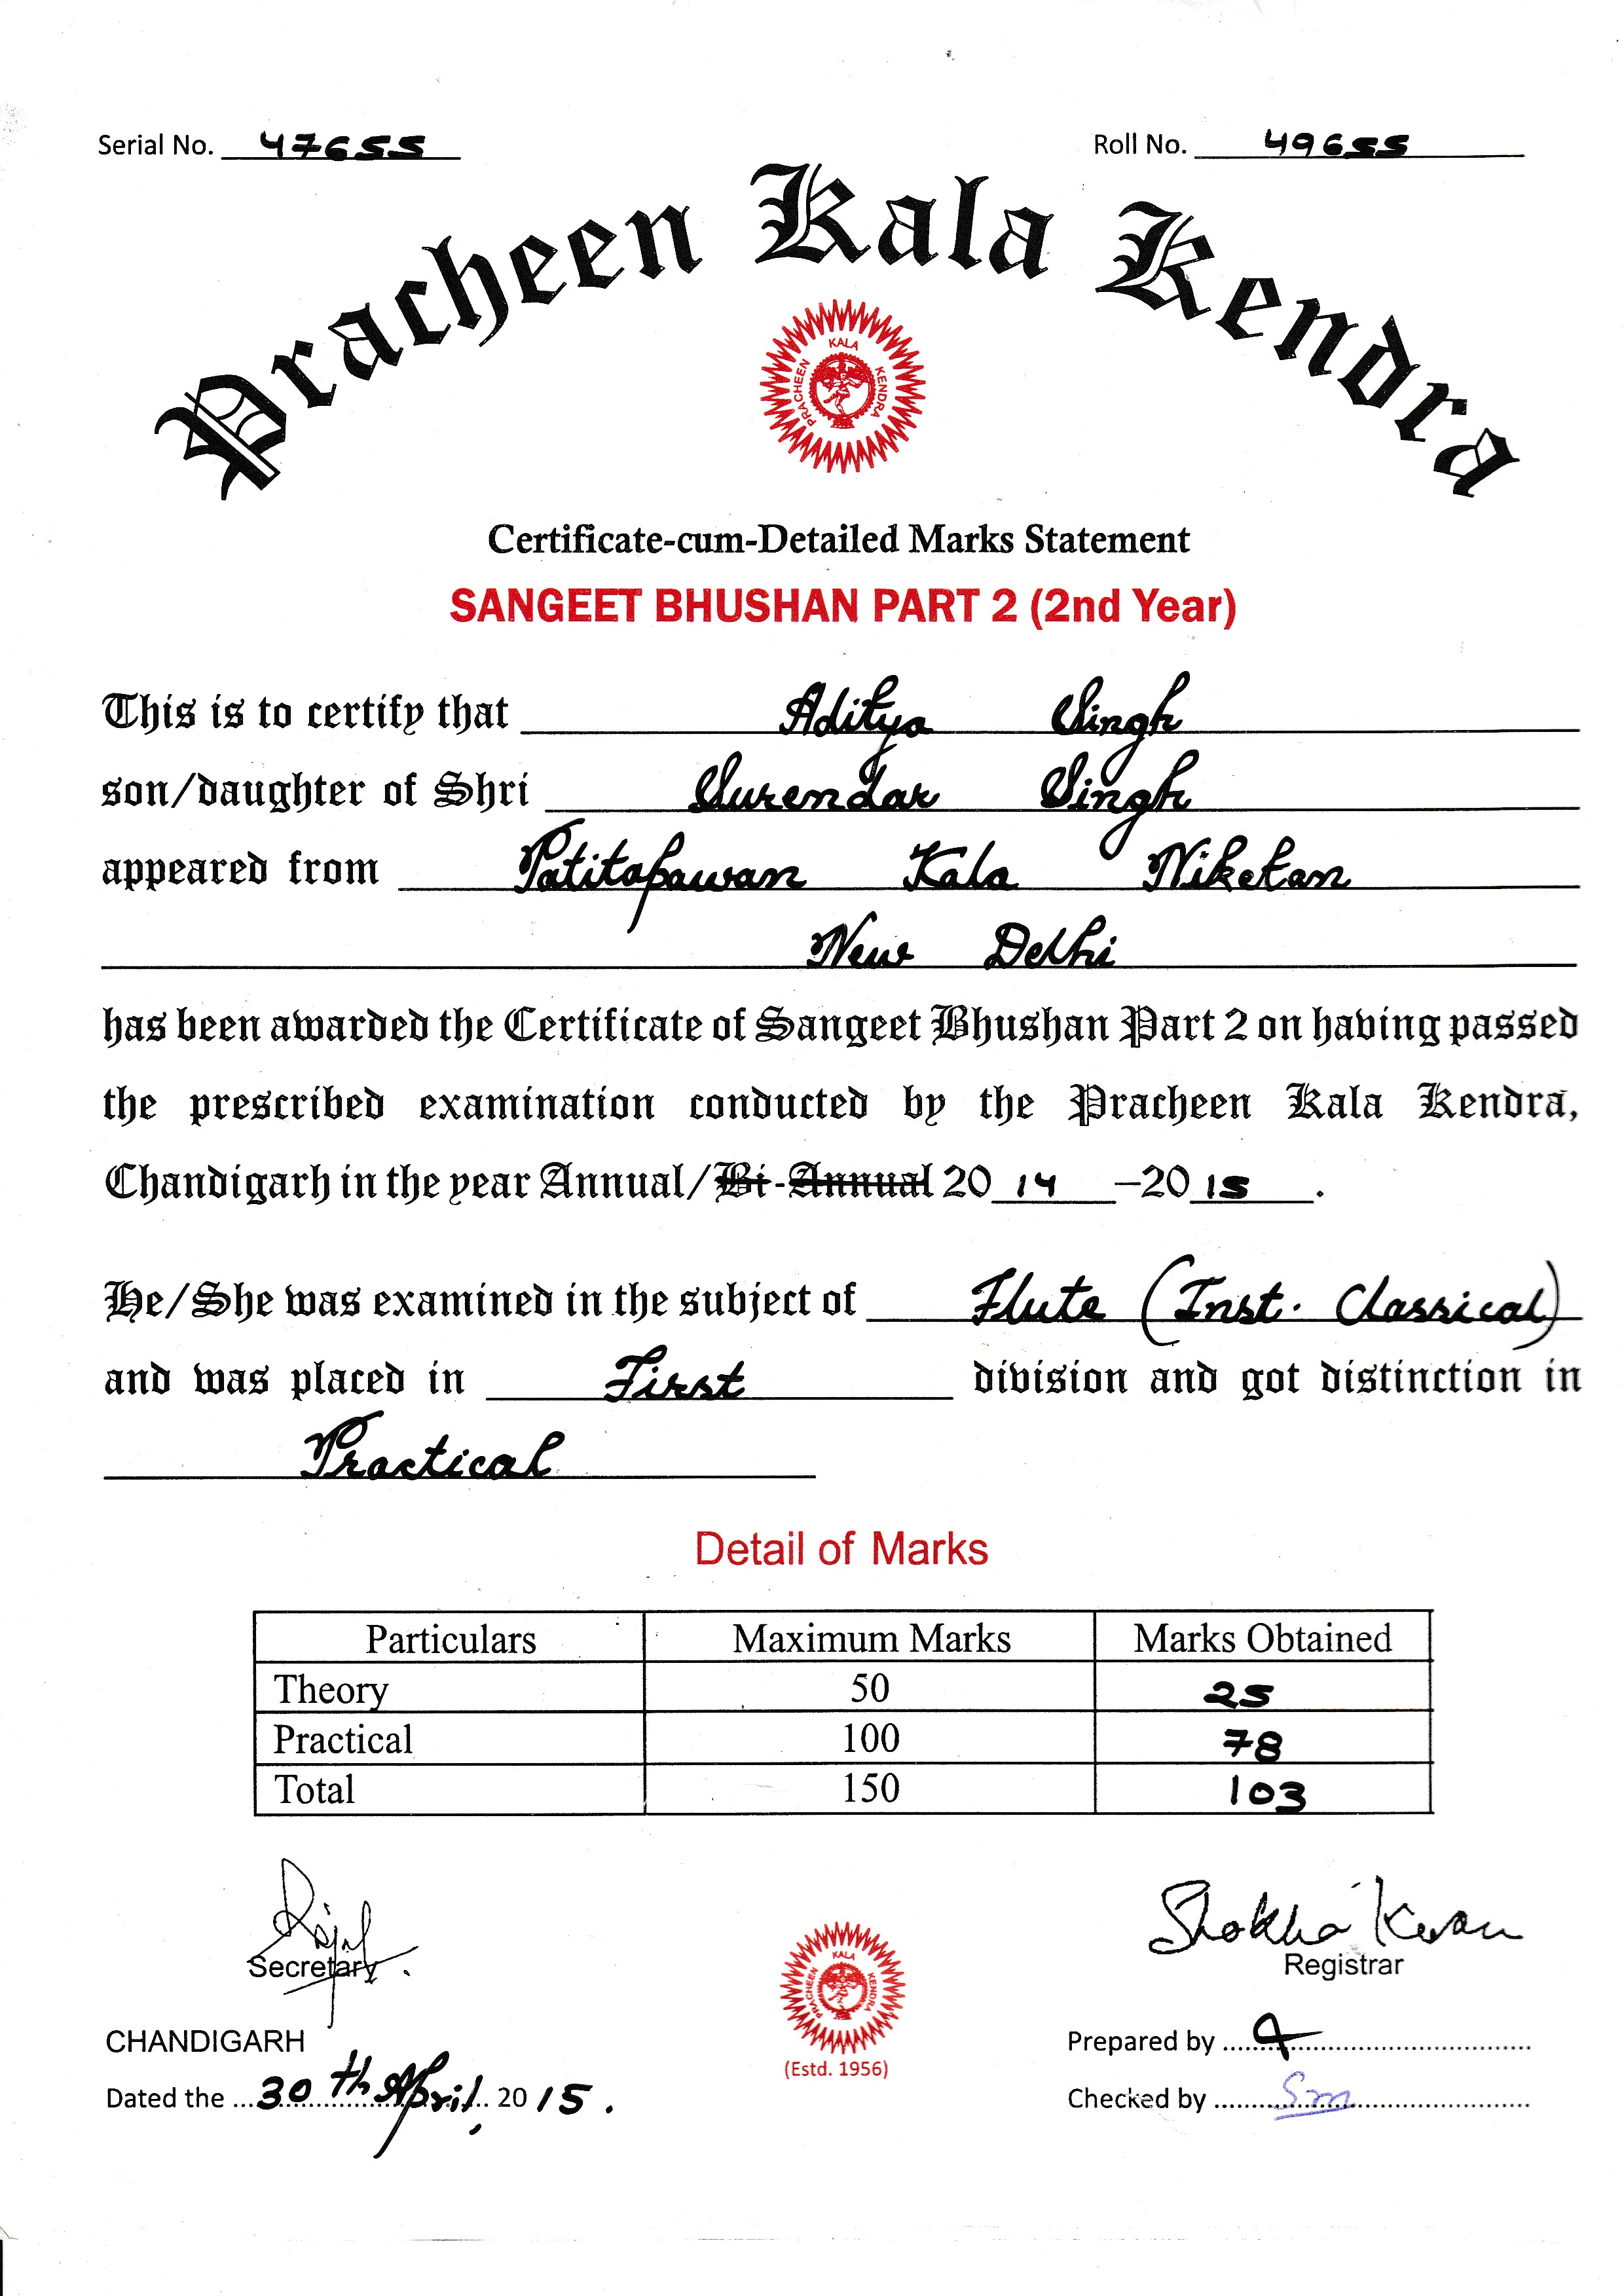 Serial No. 47655 Roll No. 49655
Pracheen Kala Kendra
PRACHEEN KALA KENDRA
Certificate-cum-Detailed Marks Statement
SANGEET BHUSHAN PART 2 (2nd Year)
This is to certify that Aditya Singh
son/daughter of Shri Surendar Singh
appeared from Patitapawan Kala Niketan
New Delhi
has been awarded the Certificate of Sangeet Bhushan Part 2 on having passed
the prescribed examination conducted by the Pracheen Kala Kendra,
Chandigarh in the year Annual/Bi-Annual 2014-2015.
He/She was examined in the subject of Flute (Inst. Classical)
and was placed in First division and got distinction in
Practical
Detail of Marks
Particulars Maximum Marks Marks Obtained
Theory 50 25
Practical 100 78
Total 150 103
Secretary
Registrar
PRACHEEN KALA KENDRA
(Estd. 1956)
CHANDIGARH
Prepared by
Dated the 30th April, 2015.
Checked by Sm